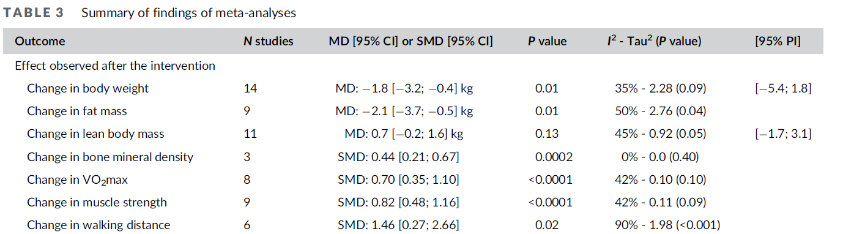 TABLE 3 Summary of findings of meta-analyses
Outcome N studies MD [95% CI] or SMD [95% CI] P value I² - Tau² (P value) [95% PI]
Effect observed after the intervention
Change in body weight 14 MD: −1.8 [−3.2; −0.4] kg 0.01 35% - 2.28 (0.09) [−5.4; 1.8]
Change in fat mass 9 MD: −2.1 [−3.7; −0.5] kg 0.01 50% - 2.76 (0.04)
Change in lean body mass 11 MD: 0.7 [−0.2; 1.6] kg 0.13 45% - 0.92 (0.05) [−1.7; 3.1]
Change in bone mineral density 3 SMD: 0.44 [0.21; 0.67] 0.0002 0% - 0.0 (0.40)
Change in VO₂max 8 SMD: 0.70 [0.35; 1.10] <0.0001 42% - 0.10 (0.10)
Change in muscle strength 9 SMD: 0.82 [0.48; 1.16] <0.0001 42% - 0.11 (0.09)
Change in walking distance 6 SMD: 1.46 [0.27; 2.66] 0.02 90% - 1.98 (<0.001)